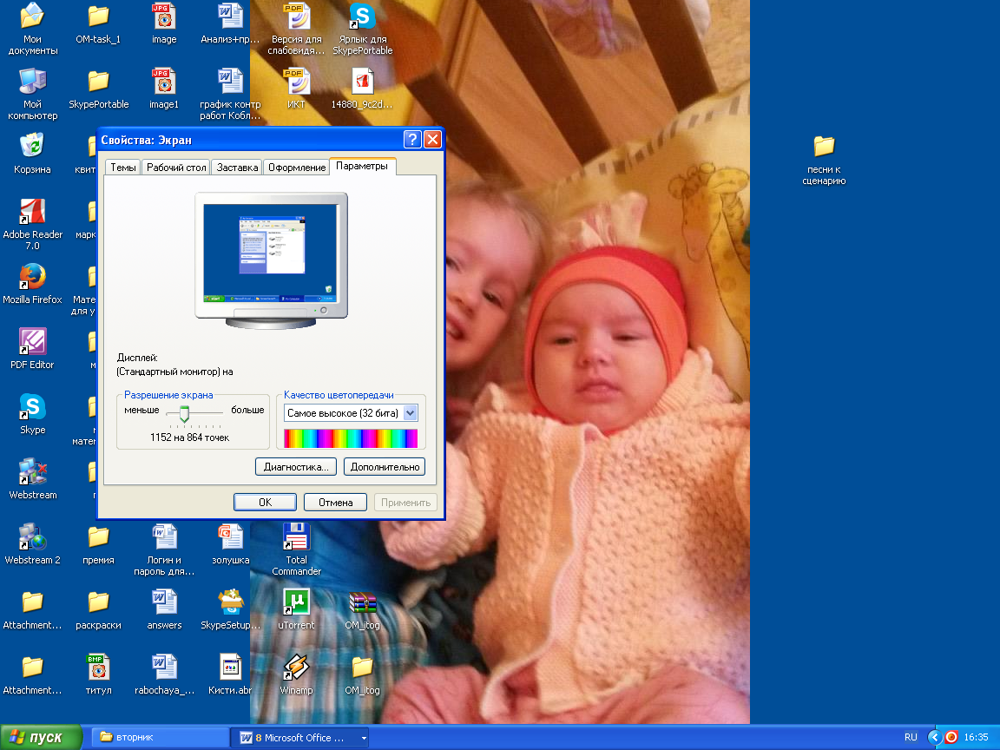 Мои
документы
OM-task_1
image
Анализ+пр...
Версия для
слабовидя...
Ярлык для
SkypePortable
Мой
компьютер
SkypePortable
image1
график контр
работ Кобл...
ИКТ
14880_9c2d...
Корзина
квит
песни к
сценарию
Adobe Reader
7.0
марк
Mozilla Firefox
Мате
для у
PDF Editor
Skype
матег
Webstream
Свойства: Экран
Темы
Рабочий стол
Заставка
Оформление
Параметры
Дисплей:
(Стандартный монитор) на
Разрешение экрана
меньше
больше
1152 на 864 точек
Качество цветопередачи
Самое высокое (32 бита)
Диагностика...
Дополнительно
OK
Отмена
Применить
Webstream 2
премия
Логин и
пароль для...
золушка
Total
Commander
Attachment...
раскраски
answers
SkypeSetup...
uTorrent
OM_itog
Attachment...
титул
rabochaya_...
Кисти.abr
Winamp
OM_itog
пуск
вторник
8 Microsoft Office ...
RU
16:35